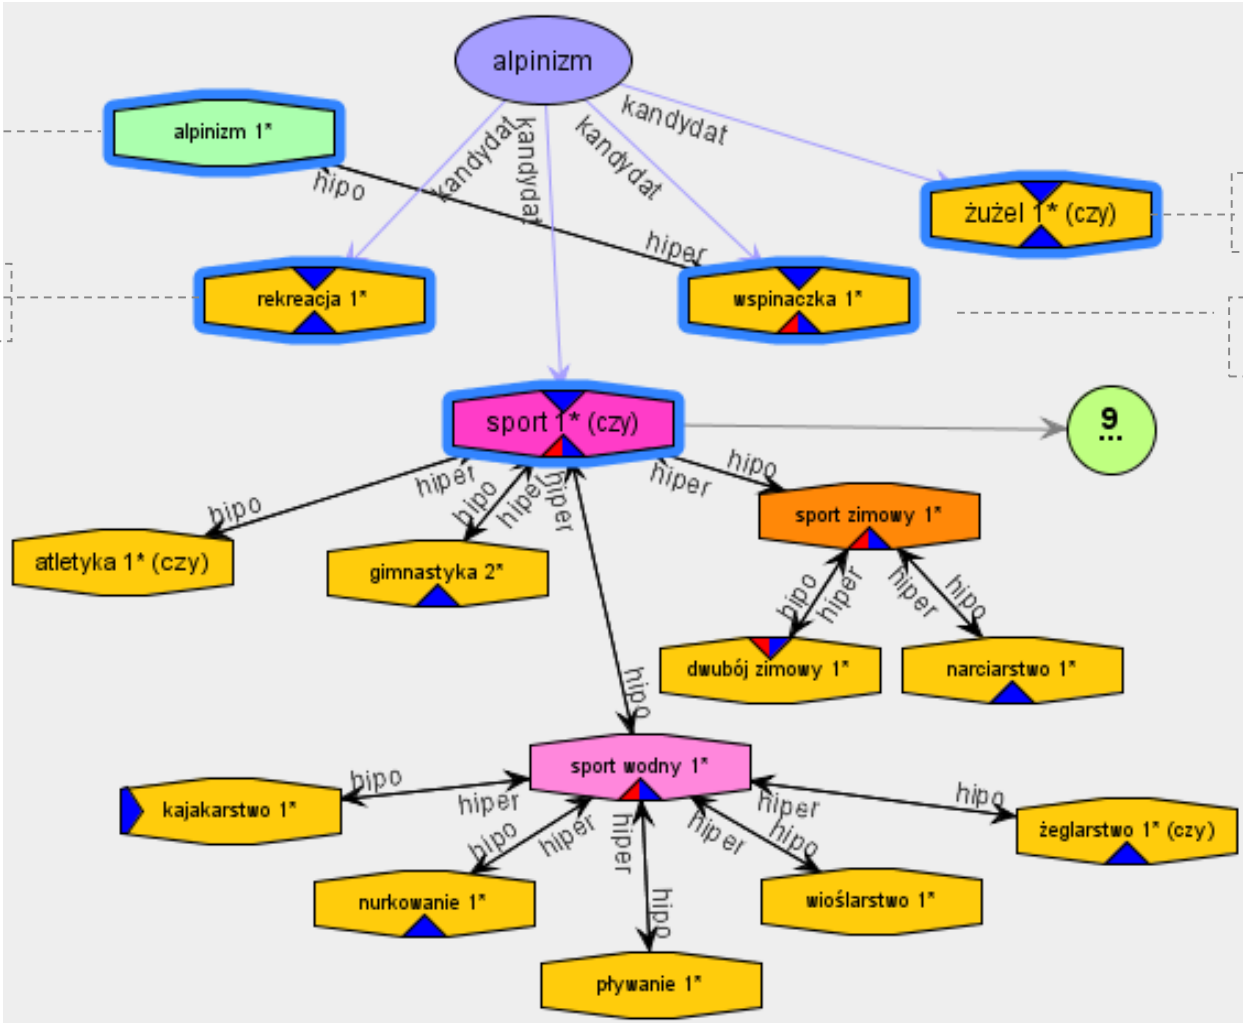 alpinizm
kandydat
alpinizm 1*
kandydat
kandydat
kandydat
hipo
żużel 1* (czy)
hiper
rekreacja 1*
wspinaczka 1*
9
...
sport 1* (czy)
hipo
hiper
hiper
hiper
hipo
hiper
hipo
sport zimowy 1*
atletyka 1* (czy)
gimnastyka 2*
hipo
hiper
hiper
hipo
dwubój zimowy 1*
narciarstwo 1*
hipo
sport wodny 1*
hipo
hiper
kajakarstwo 1*
hiper
hipo
żeglarstwo 1* (czy)
hipo
hiper
hiper
hiper
hipo
nurkowanie 1*
hipo
wioślarstwo 1*
pływanie 1*